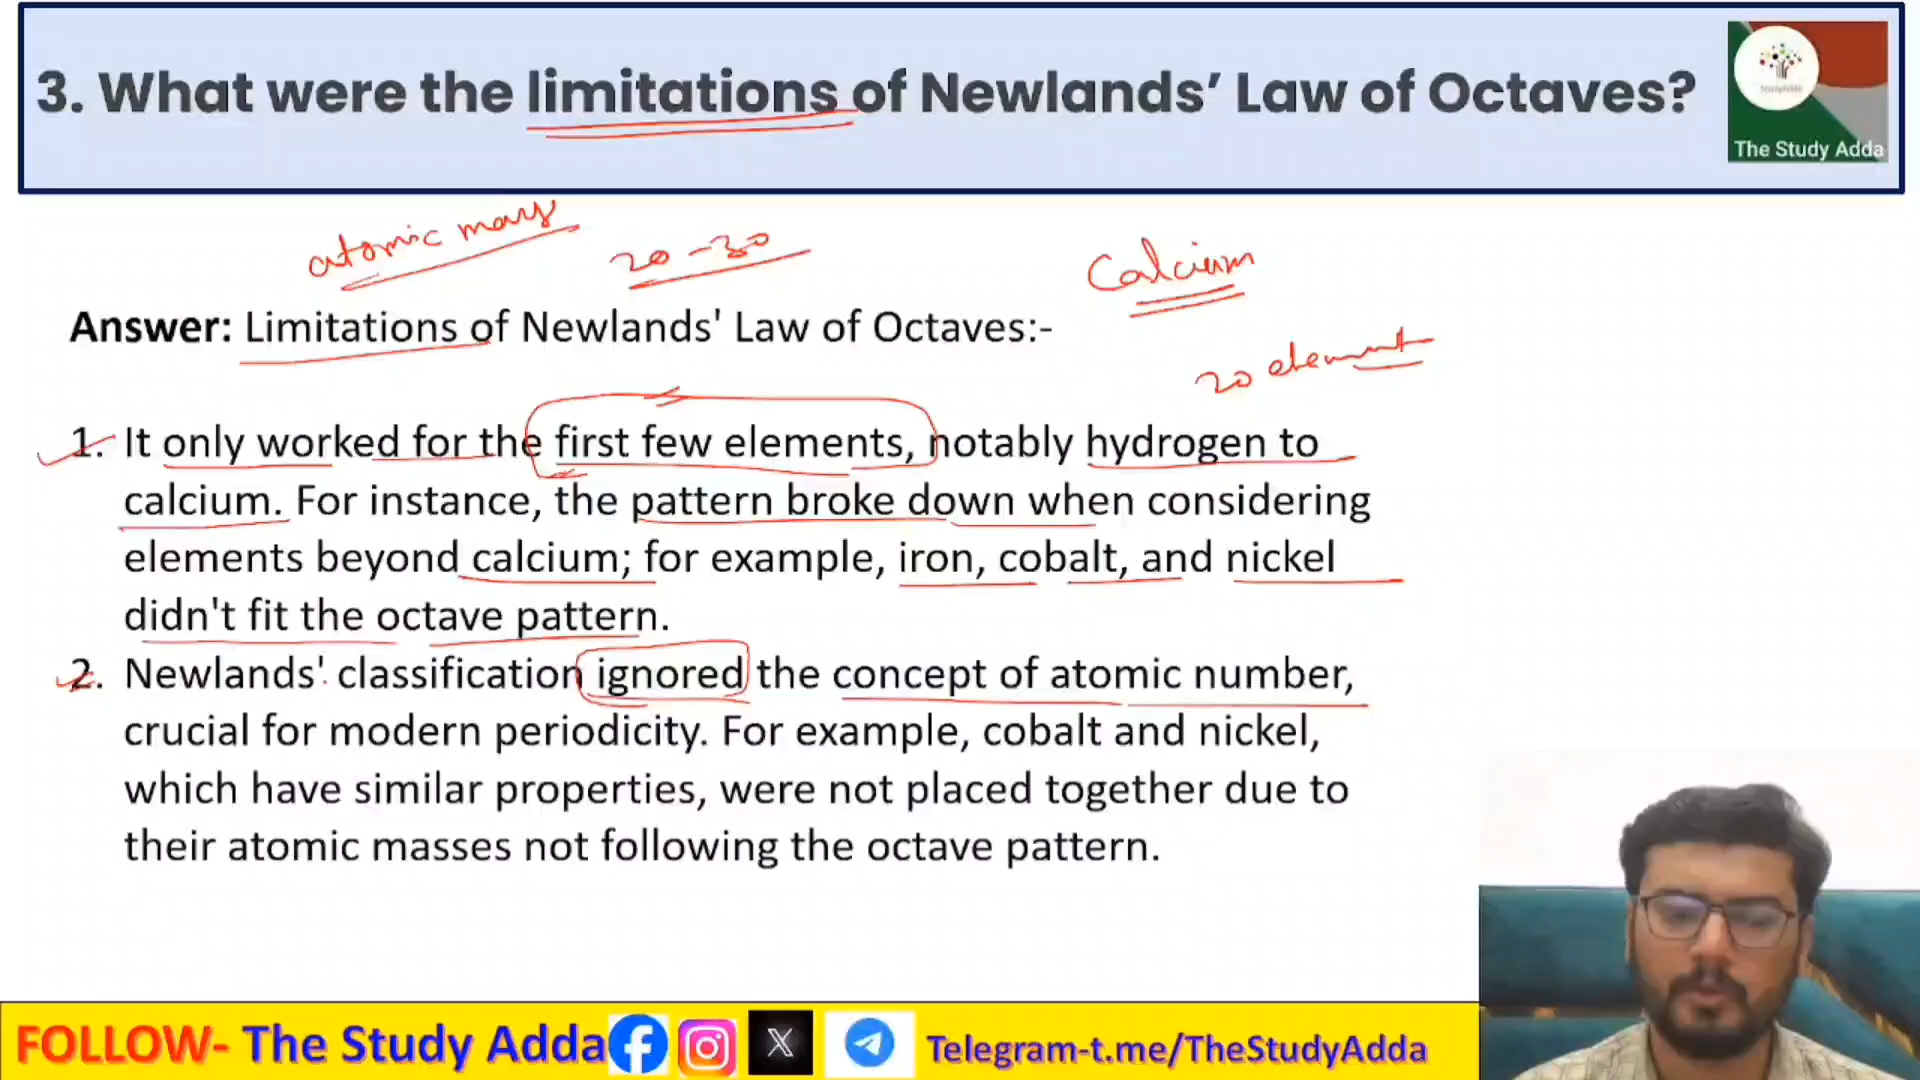 3. What were the limitations of Newlands’ Law of Octaves?
The Study Adda
atomic mass
20-30
Calcium
Answer: Limitations of Newlands' Law of Octaves:-
20 element
1. It only worked for the first few elements, notably hydrogen to
calcium. For instance, the pattern broke down when considering
elements beyond calcium; for example, iron, cobalt, and nickel
didn't fit the octave pattern.
2. Newlands' classification ignored the concept of atomic number,
crucial for modern periodicity. For example, cobalt and nickel,
which have similar properties, were not placed together due to
their atomic masses not following the octave pattern.
FOLLOW- The Study Adda
Telegram-t.me/TheStudyAdda